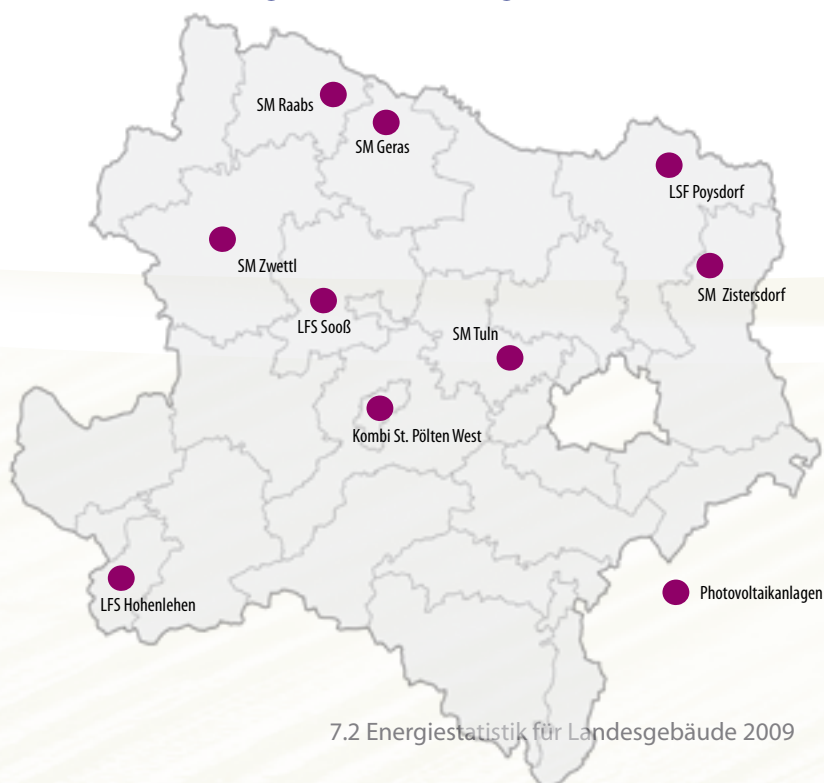 SM Raabs
SM Geras
LSF Poysdorf
SM Zwettl
SM Zistersdorf
LFS Sooß
SM Tuln
Kombi St. Pölten West
LFS Hohenlehen
Photovoltaikanlagen
7.2 Energiestatistik für Landesgebäude 2009